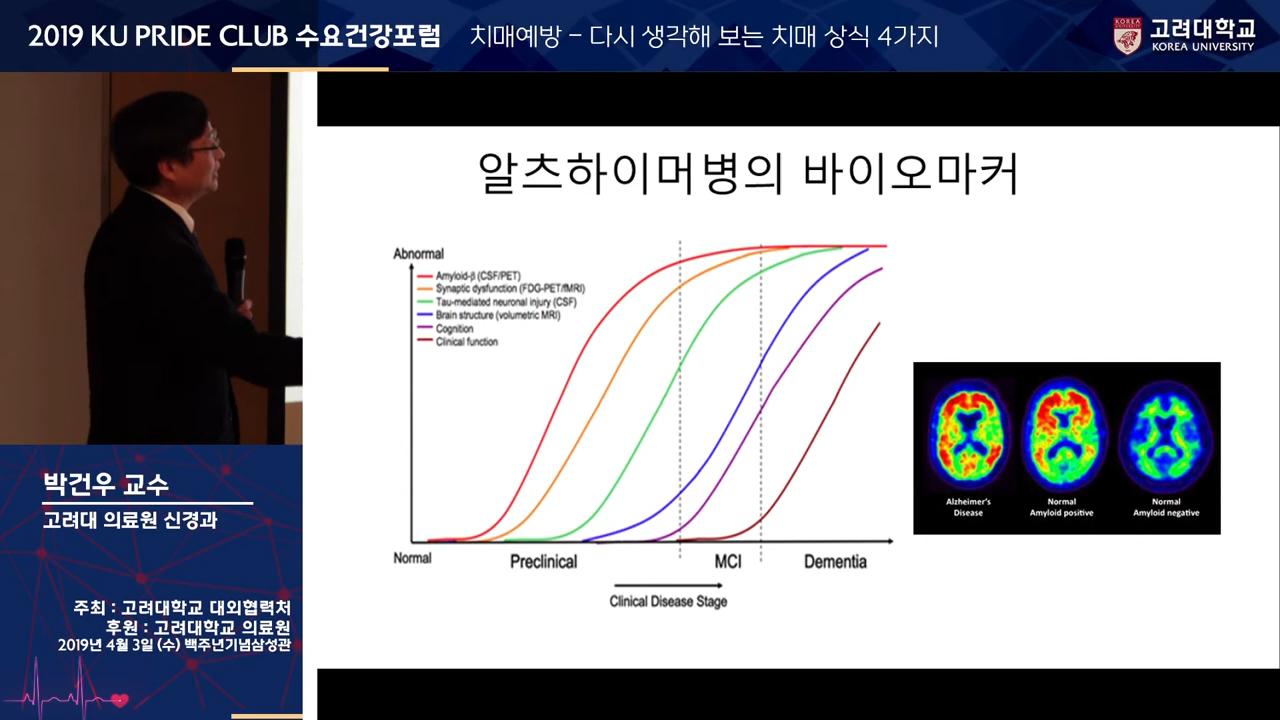 2019 KU PRIDE CLUB 수요건강포럼
치매예방 – 다시 생각해 보는 치매 상식 4가지
KOREA UNIVERSITY
고려대학교
KOREA UNIVERSITY
알츠하이머병의 바이오마커
Abnormal
Amyloid-β (CSF/PET)
Synaptic dysfunction (FDG-PET/fMRI)
Tau-mediated neuronal injury (CSF)
Brain structure (volumetric MRI)
Cognition
Clinical function
Normal
Preclinical
MCI
Dementia
Clinical Disease Stage
Alzheimer's
Disease
Normal
Amyloid positive
Normal
Amyloid negative
박건우 교수
고려대 의료원 신경과
주최 : 고려대학교 대외협력처
후원 : 고려대학교 의료원
2019년 4월 3일 (수) 백주년기념삼성관